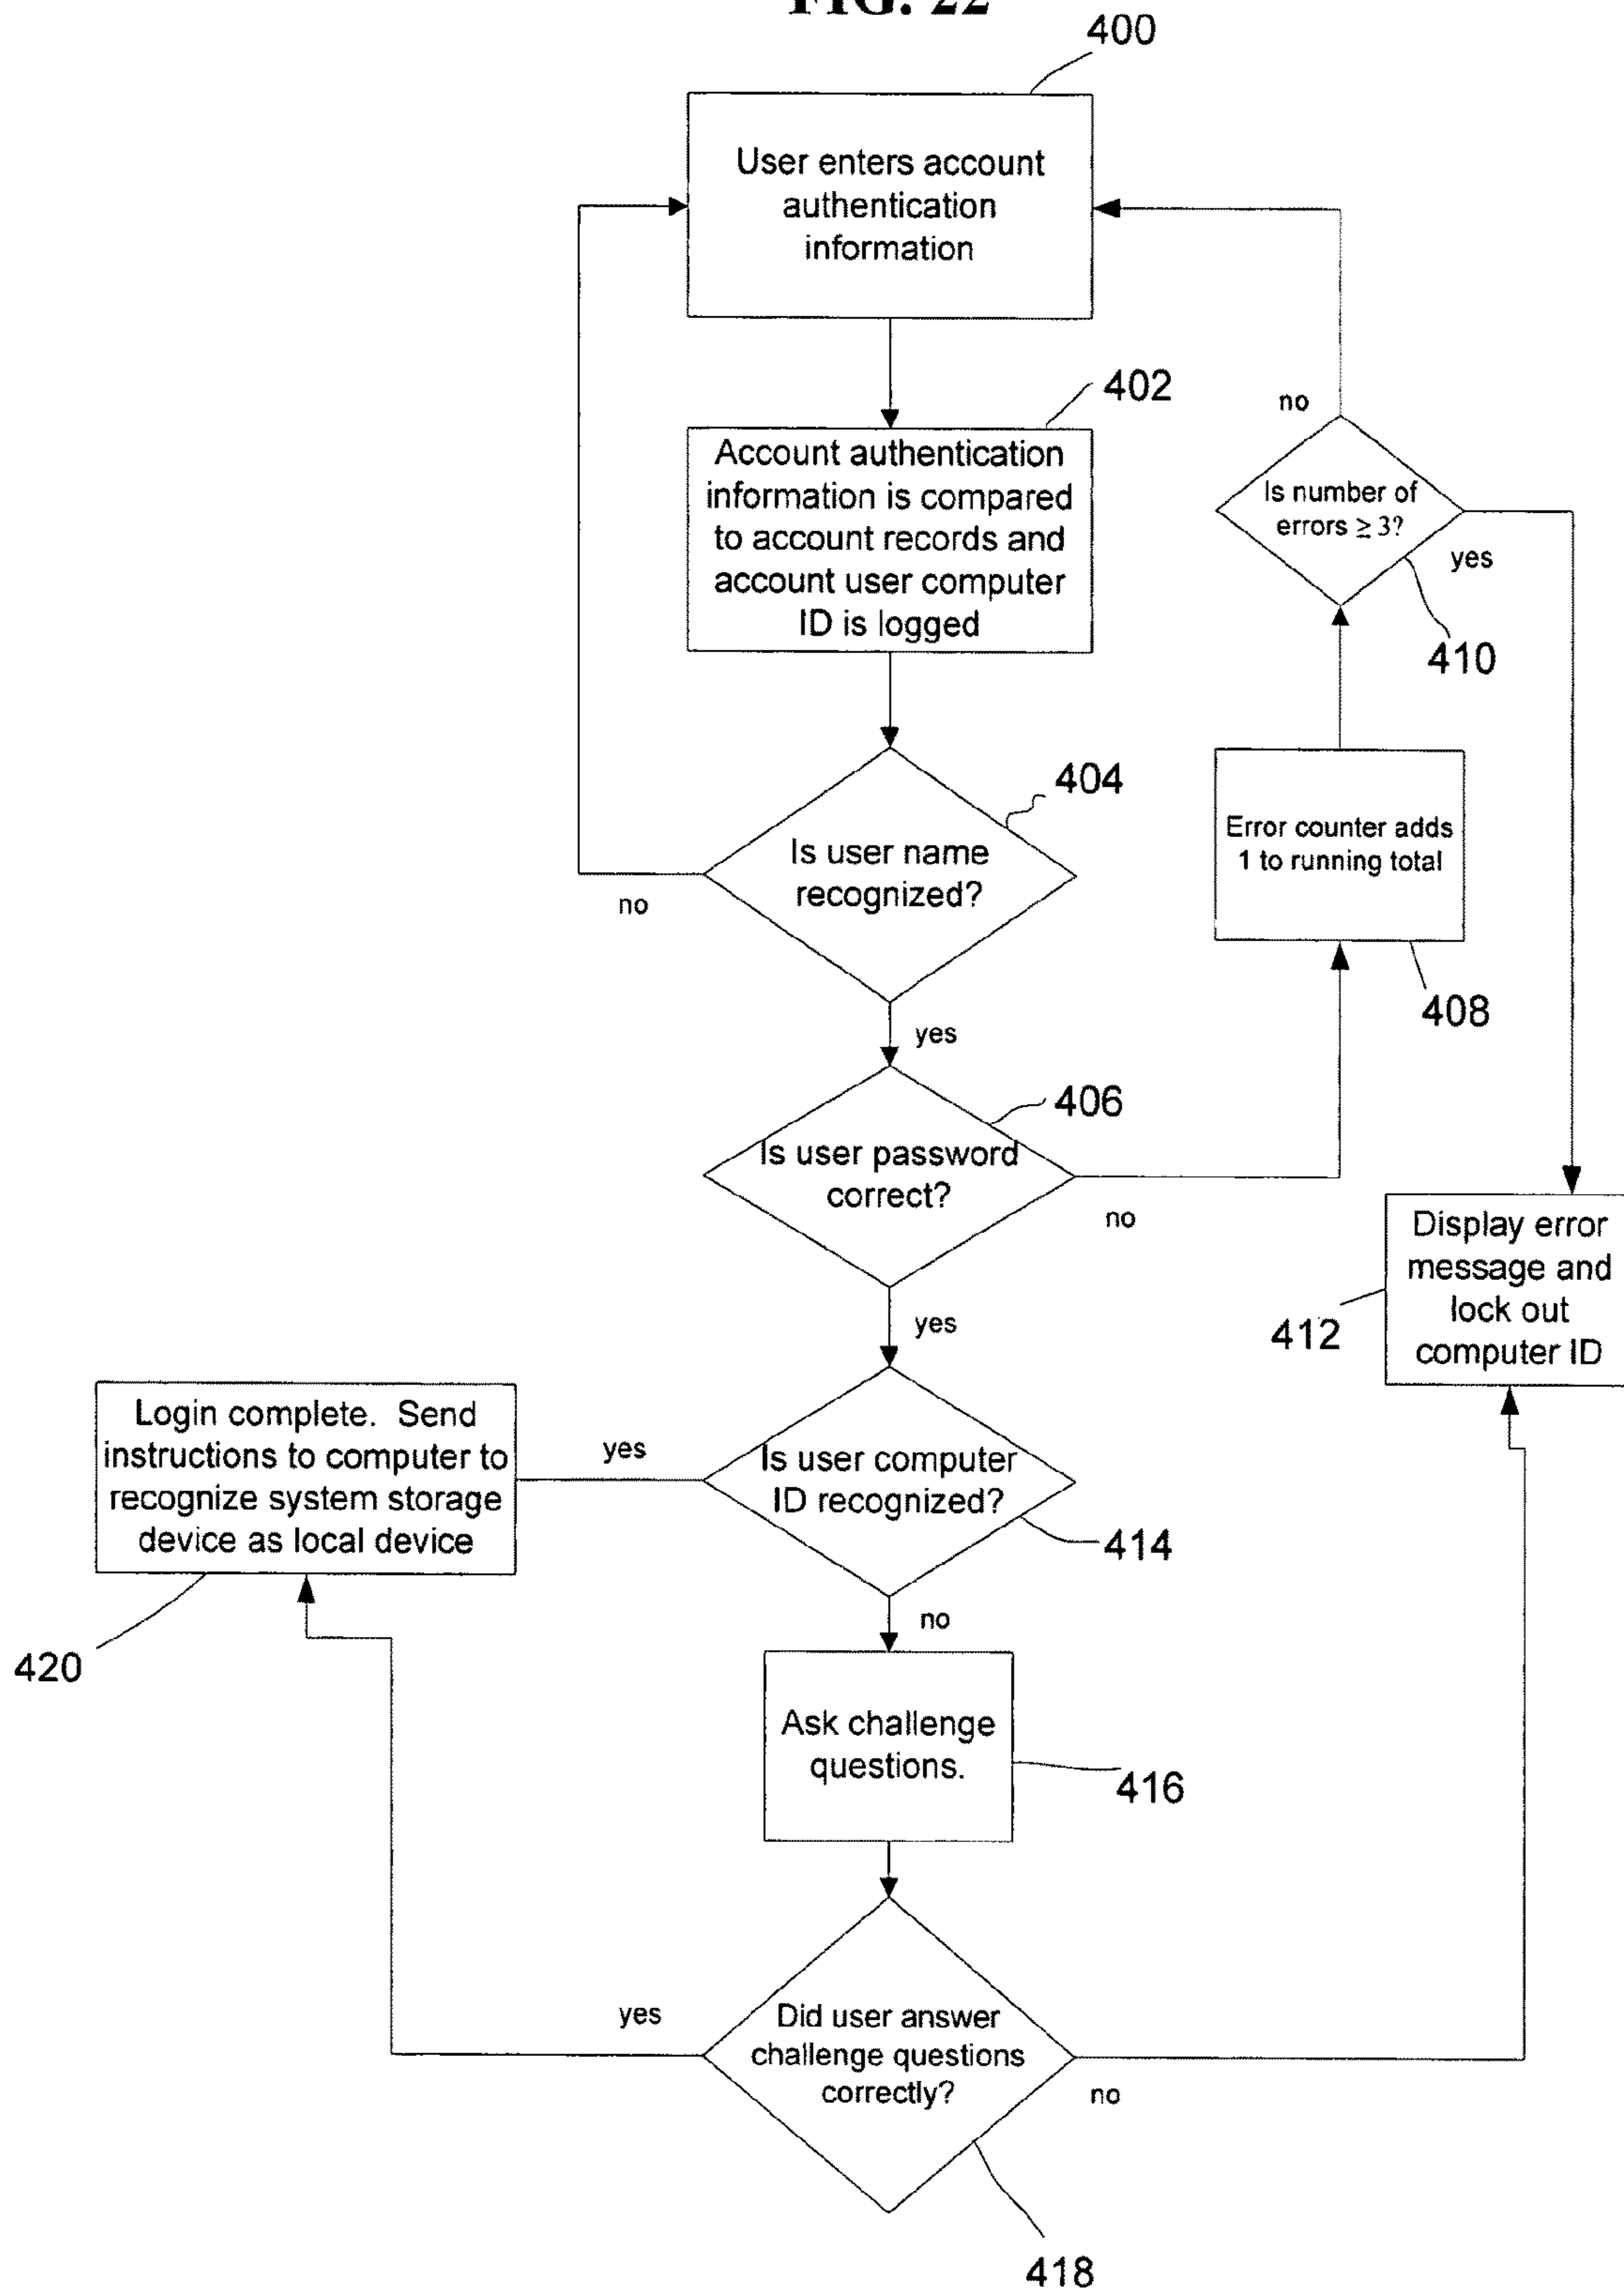 FIG. 22
400
User enters account
authentication
information
402
Account authentication
information is compared
to account records and
account user computer
ID is logged
no
Is number of
errors ≥ 3?
yes
410
404
Is user name
recognized?
no
Error counter adds
1 to running total
408
yes
406
Is user password
correct?
no
yes
Display error
message and
lock out
computer ID
412
Login complete. Send
instructions to computer to
recognize system storage
device as local device
yes
Is user computer
ID recognized?
414
420
no
Ask challenge
questions.
416
yes
Did user answer
challenge questions
correctly?
no
418